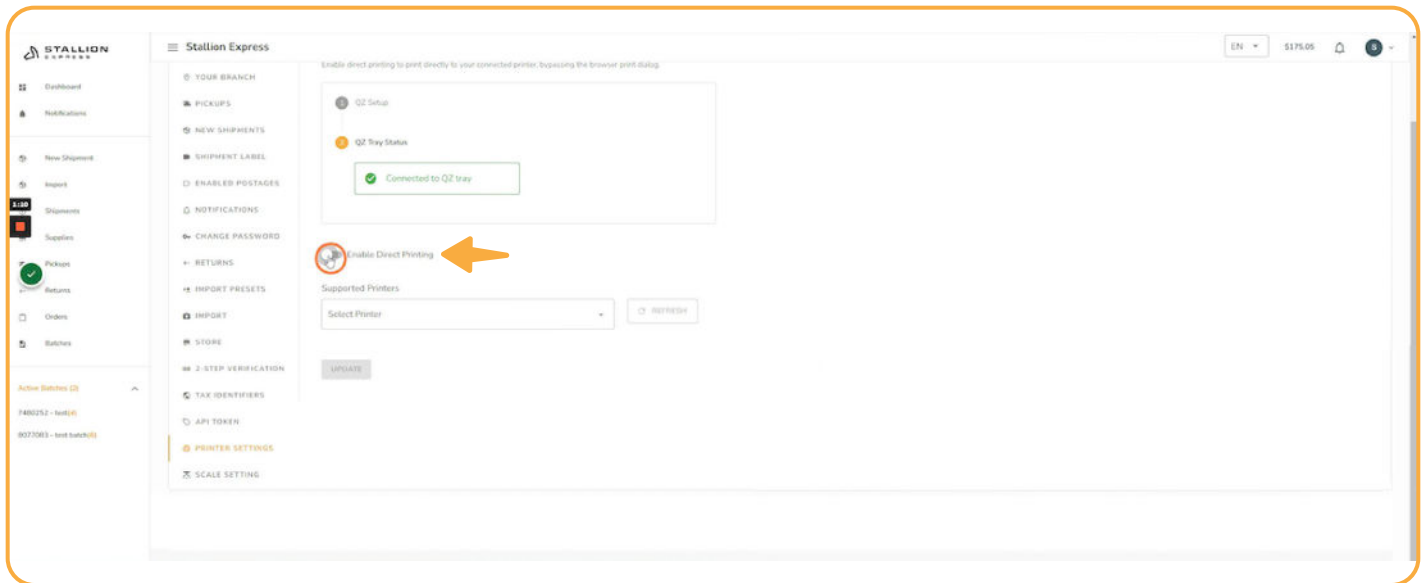 STALLION
EXPRESS
Stallion Express
EN
$175.05
S
Dashboard
Notifications
New Shipment
Import
1:10
Shipments
Supplies
Pickups
Returns
Orders
Batches
Active Batches (2)
7480252 - test(4)
9077083 - test batch(6)
YOUR BRANCH
PICKUPS
NEW SHIPMENTS
SHIPMENT LABEL
ENABLED POSTAGES
NOTIFICATIONS
CHANGE PASSWORD
RETURNS
IMPORT PRESETS
IMPORT
STORE
2-STEP VERIFICATION
TAX IDENTIFIERS
API TOKEN
PRINTER SETTINGS
SCALE SETTING
Enable direct printing to print directly to your connected printer, bypassing the browser print dialog.
QZ Setup
2 QZ Tray Status
Connected to QZ tray
Enable Direct Printing
Supported Printers
Select Printer
REFRESH
UPDATE